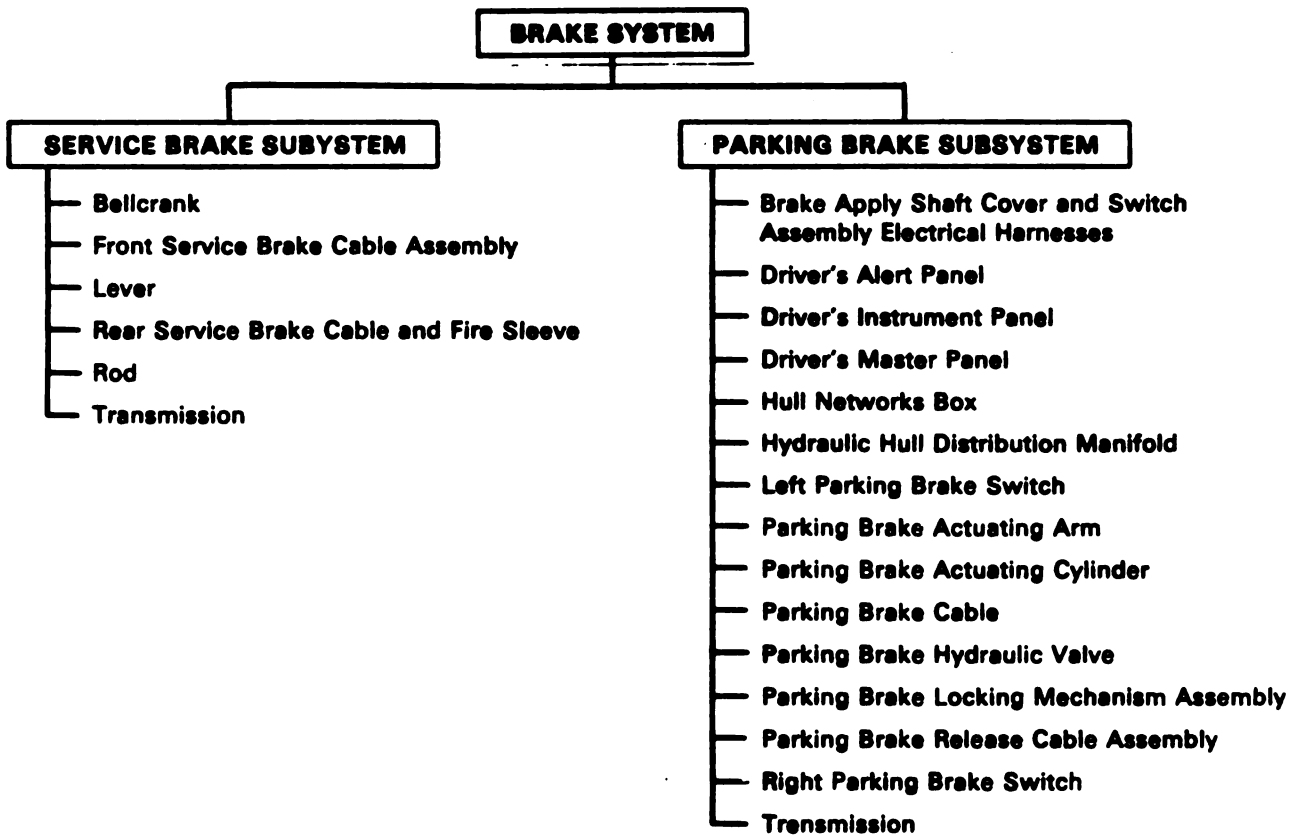 BRAKE SYSTEM
SERVICE BRAKE SUBYSTEM
Bellcrank
Front Service Brake Cable Assembly
Lever
Rear Service Brake Cable and Fire Sleeve
Rod
Transmission
PARKING BRAKE SUBSYSTEM
Brake Apply Shaft Cover and Switch
Assembly Electrical Harnesses
Driver's Alert Panel
Driver's Instrument Panel
Driver's Master Panel
Hull Networks Box
Hydraulic Hull Distribution Manifold
Left Parking Brake Switch
Parking Brake Actuating Arm
Parking Brake Actuating Cylinder
Parking Brake Cable
Parking Brake Hydraulic Valve
Parking Brake Locking Mechanism Assembly
Parking Brake Release Cable Assembly
Right Parking Brake Switch
Transmission